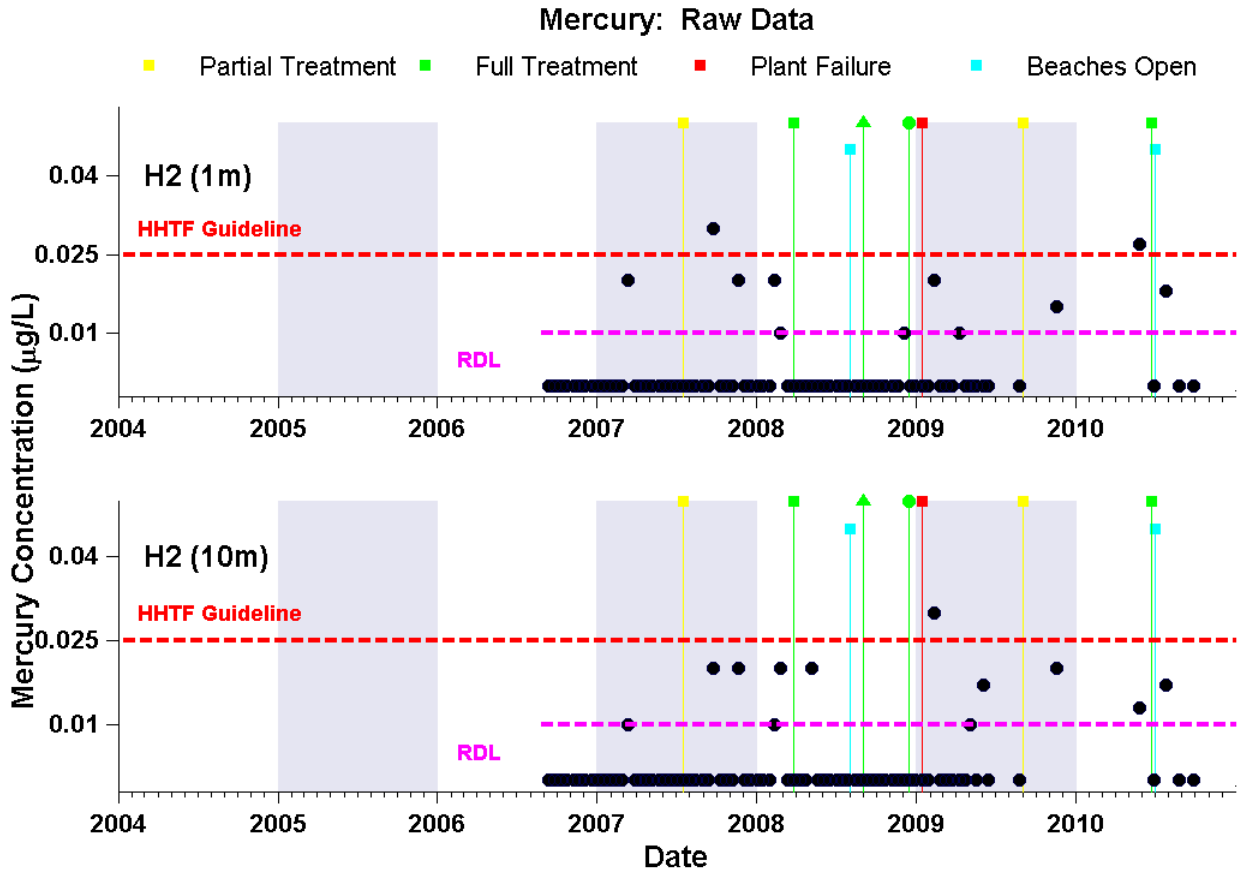 Mercury: Raw Data
Partial Treatment Full Treatment Plant Failure Beaches Open
Mercury Concentration (µg/L)
H2 (1m)
0.04
HHTF Guideline
0.025
0.01
RDL
2004 2005 2006 2007 2008 2009 2010
H2 (10m)
0.04
HHTF Guideline
0.025
0.01
RDL
2004 2005 2006 2007 2008 2009 2010
Date